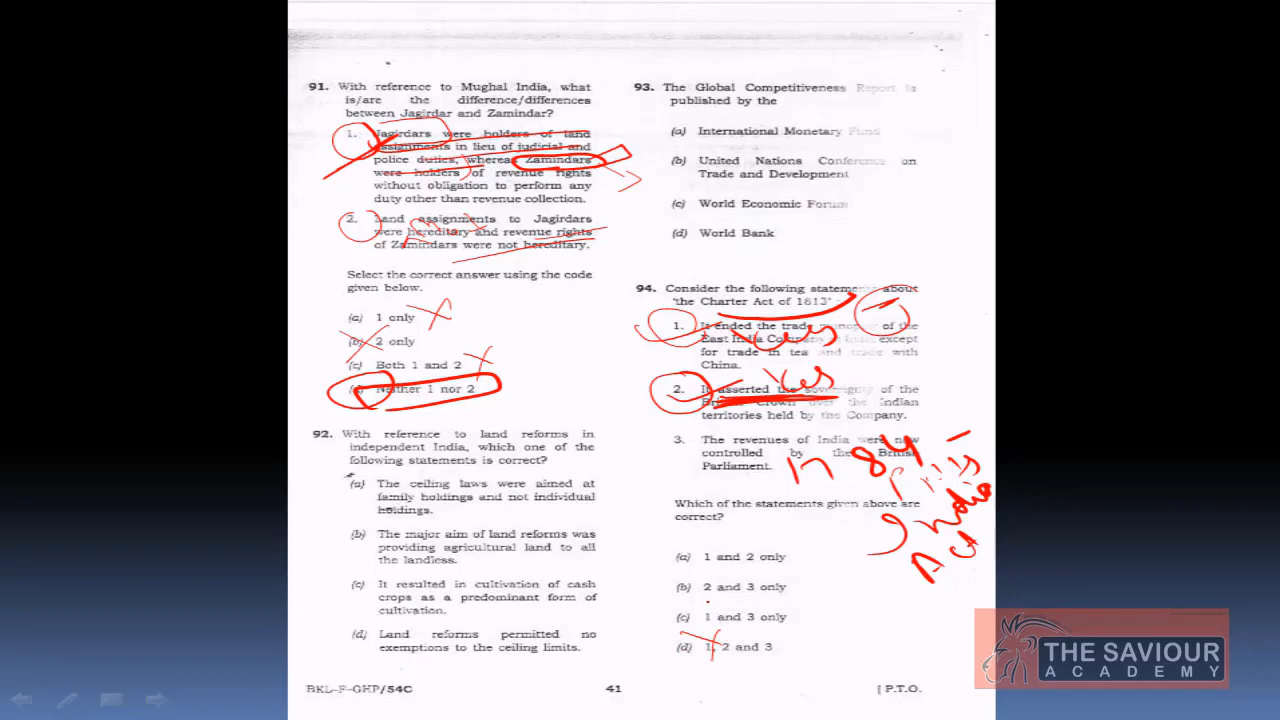 91. With reference to Mughal India, what
is/are the difference/differences
between Jagirdar and Zamindar?
1. Jagirdars were holders of land
assignments in lieu of judicial and
police duties, whereas Zamindars
were holders of revenue rights
without obligation to perform any
duty other than revenue collection.
2. Land assignments to Jagirdars
were hereditary and revenue rights
of Zamindars were not hereditary.
Select the correct answer using the code
given below.
(a) 1 only
(b) 2 only
(c) Both 1 and 2
(d) Neither 1 nor 2
92. With reference to land reforms in
independent India, which one of the
following statements is correct?
(a) The ceiling laws were aimed at
family holdings and not individual
holdings.
(b) The major aim of land reforms was
providing agricultural land to all
the landless.
(c) It resulted in cultivation of cash
crops as a predominant form of
cultivation.
(d) Land reforms permitted no
exemptions to the ceiling limits.
93. The Global Competitiveness Report is
published by the
(a) International Monetary Fund
(b) United Nations Conference on
Trade and Development
(c) World Economic Forum
(d) World Bank
94. Consider the following statements about
'the Charter Act of 1813'
1. It ended the trade monopoly of the
East India Company in India except
for trade in tea and trade with
China.
Yes
2. It asserted the sovereignty of the
British Crown over the Indian
territories held by the Company.
Yes
3. The revenues of India were now
controlled by the British
Parliament.
1784 -
Pitts
India
Act
Which of the statements given above are
correct?
(a) 1 and 2 only
(b) 2 and 3 only
(c) 1 and 3 only
(d) 1, 2 and 3
BKL-F-GHP/54C
41
[ P.T.O.
THE SAVIOUR
ACADEMY